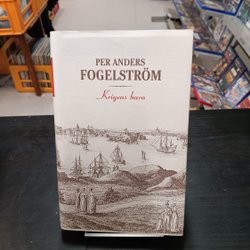 PER ANDERS
FOGELSTRÖM
Krigens barn